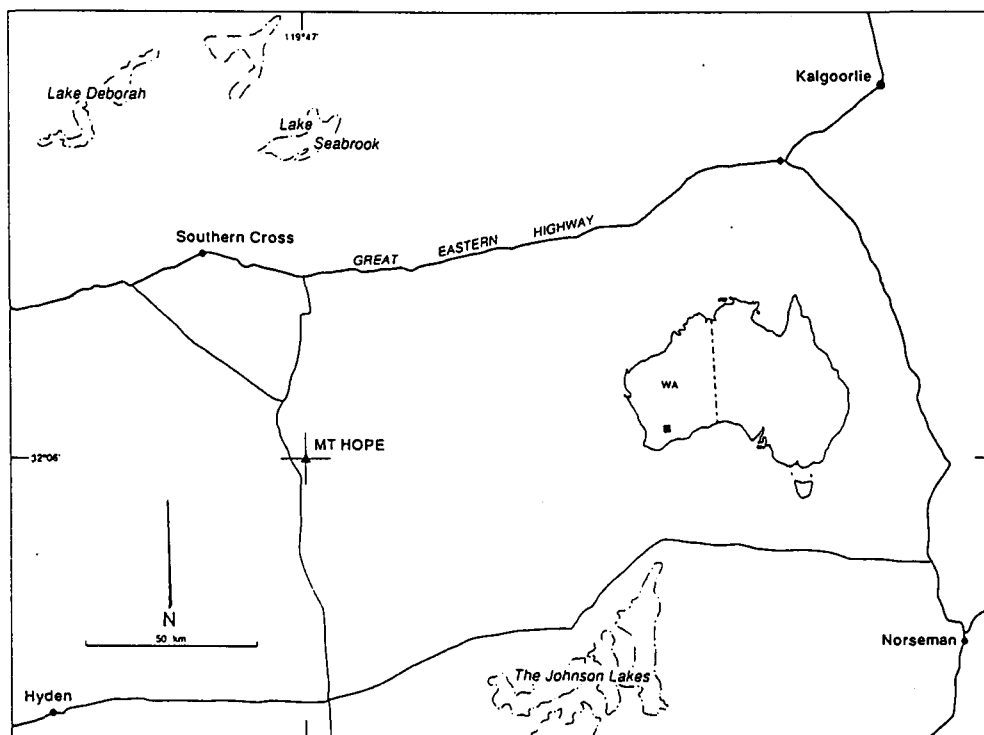 119°47'
Kalgoorlie
Lake Deborah
Lake
Seabrook
Southern Cross
GREAT EASTERN HIGHWAY
WA
MT HOPE
32°06'
N
50 km
Norseman
The Johnson Lakes
Hyden